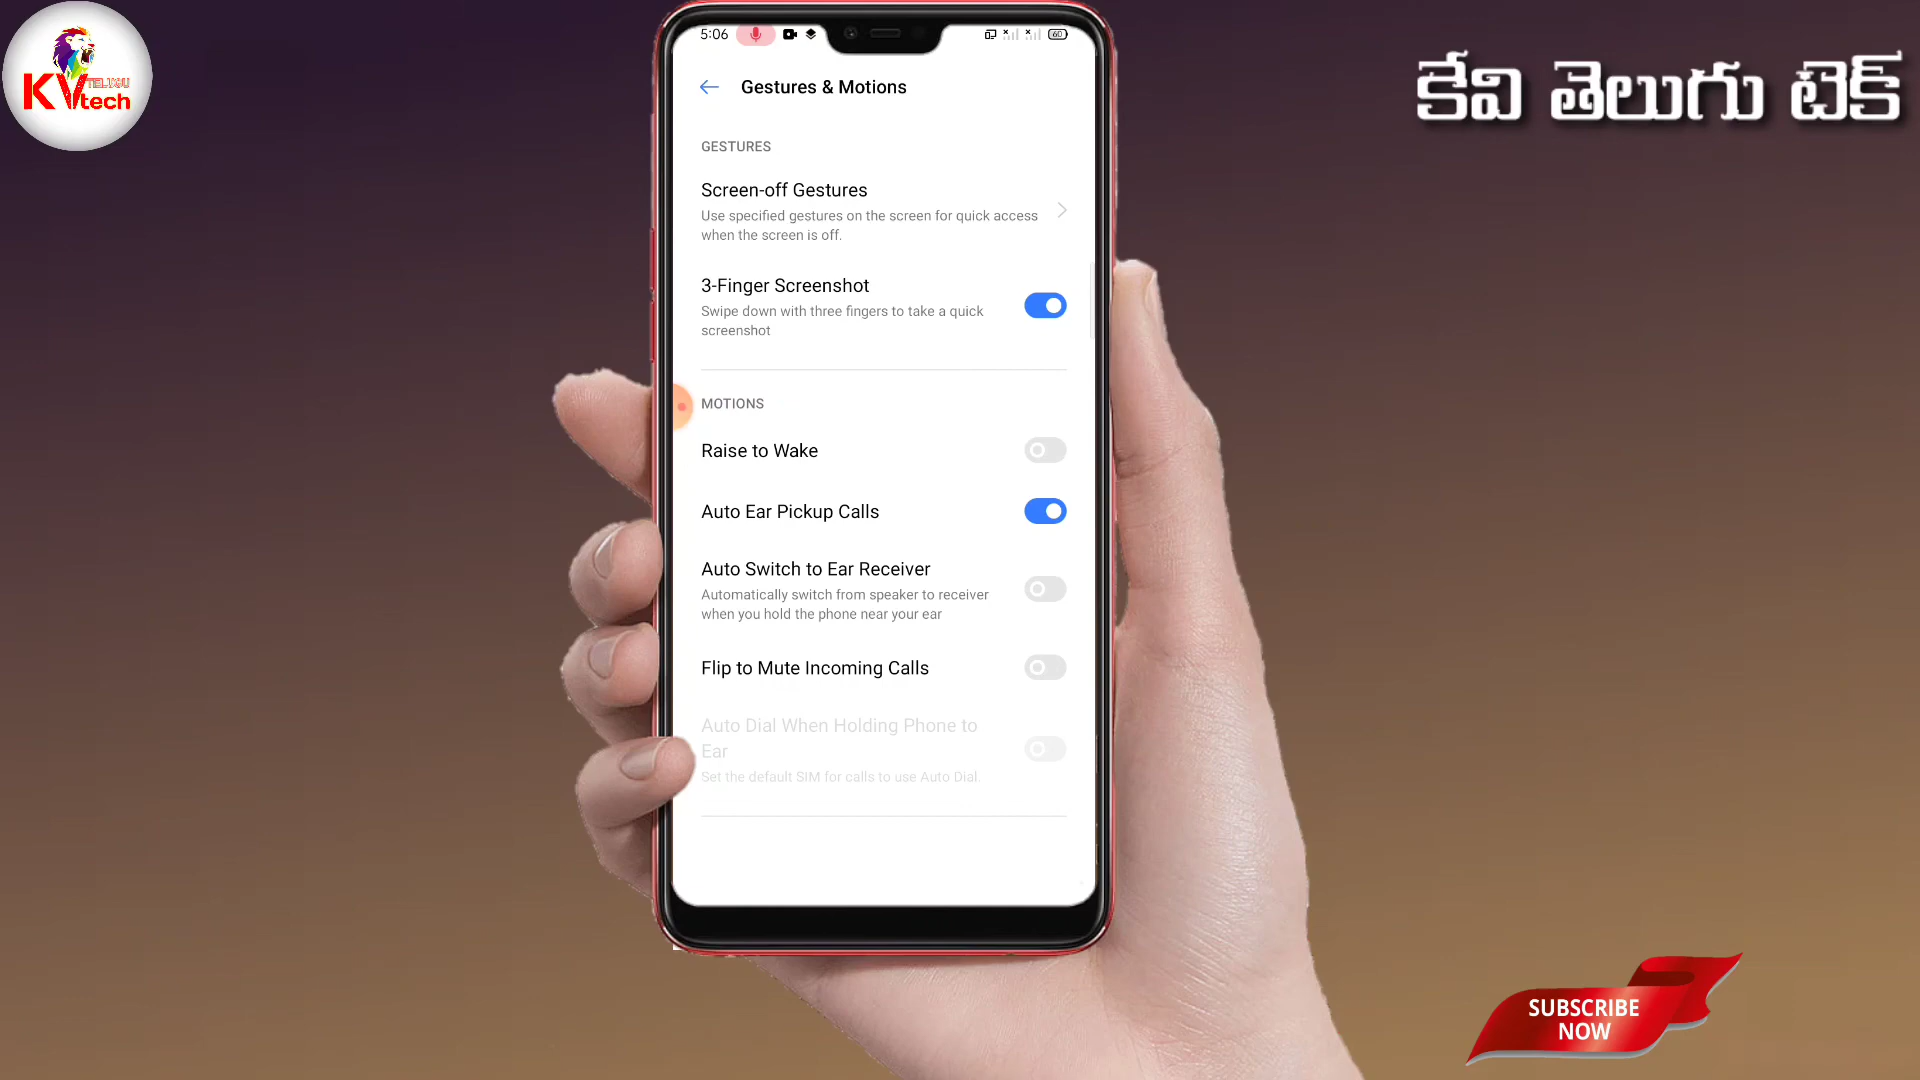 KV TELUGU
tech
కేవి తెలుగు టెక్
5:06
60
Gestures & Motions
GESTURES
Screen-off Gestures
Use specified gestures on the screen for quick access
when the screen is off.
3-Finger Screenshot
Swipe down with three fingers to take a quick
screenshot
MOTIONS
Raise to Wake
Auto Ear Pickup Calls
Auto Switch to Ear Receiver
Automatically switch from speaker to receiver
when you hold the phone near your ear
Flip to Mute Incoming Calls
Auto Dial When Holding Phone to
Ear
Set the default SIM for calls to use Auto Dial.
SUBSCRIBE
NOW